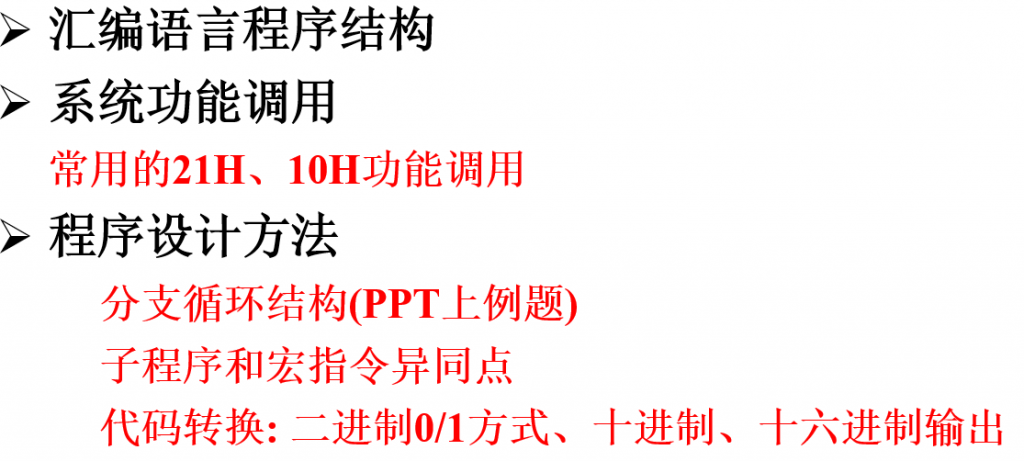 汇编语言程序结构
系统功能调用
常用的21H、10H功能调用
程序设计方法
分支循环结构(PPT上例题)
子程序和宏指令异同点
代码转换: 二进制0/1方式、十进制、十六进制输出